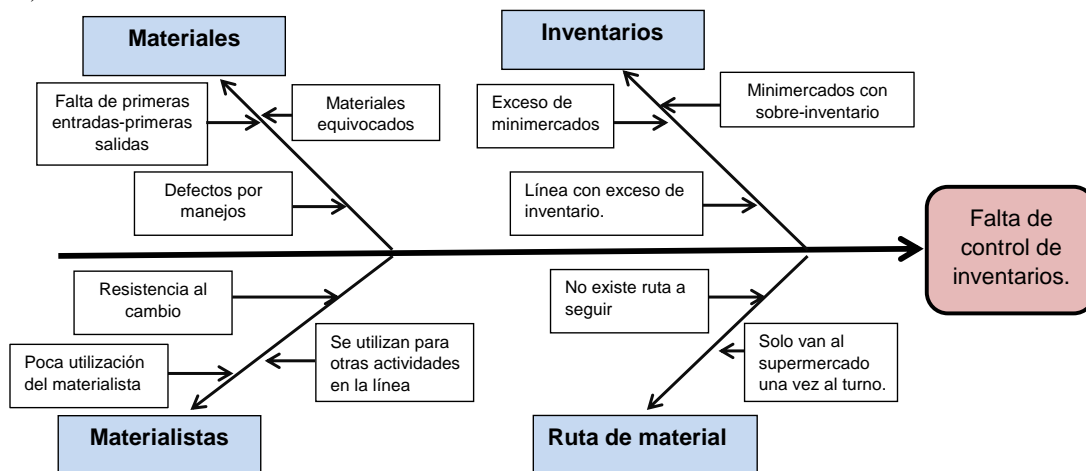 Materiales
Inventarios
Falta de primeras
entradas-primeras
salidas
Materiales
equivocados
Exceso de
minimercados
Minimercados con
sobre-inventario
Defectos por
manejos
Línea con exceso de
inventario.
Falta de
control de
inventarios.
Resistencia al
cambio
No existe ruta a
seguir
Poca utilización
del materialista
Se utilizan para
otras actividades
en la línea
Solo van al
supermercado
una vez al turno.
Materialistas
Ruta de material